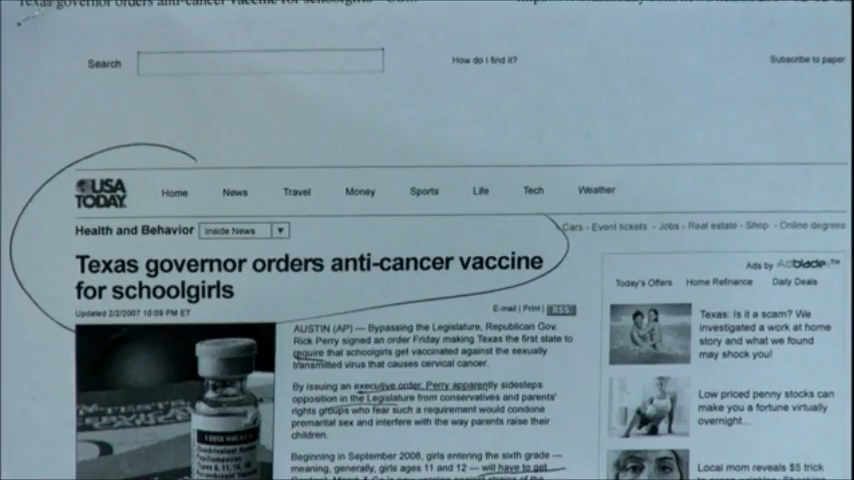 Texas governor orders anti-cancer vaccine for schoolgirls
Search
How do I find it?
Subscribe to paper
USA
TODAY
Home News Travel Money Sports Life Tech Weather
Health and Behavior Inside News
Cars - Event tickets - Jobs - Real estate - Shop - Online degrees
Texas governor orders anti-cancer vaccine
for schoolgirls
Updated 2/2/2007 10:09 PM ET
E-mail | Print | RSS
AUSTIN (AP) — Bypassing the Legislature, Republican Gov.
Rick Perry signed an order Friday making Texas the first state to
require that schoolgirls get vaccinated against the sexually
transmitted virus that causes cervical cancer.
By issuing an executive order, Perry apparently sidesteps
opposition in the Legislature from conservatives and parents'
rights groups who fear such a requirement would condone
premarital sex and interfere with the way parents raise their
children.
Beginning in September 2008, girls entering the sixth grade —
meaning, generally, girls ages 11 and 12 — will have to get
Papillomavirus
Types 6, 11, 16,
Ads by Adblade™
Today's Offers Home Refinance Daily Deals
Texas: Is it a scam? We
investigated a work at home
story and what we found
may shock you!
Low priced penny stocks can
make you a fortune virtually
overnight...
Local mom reveals $5 trick